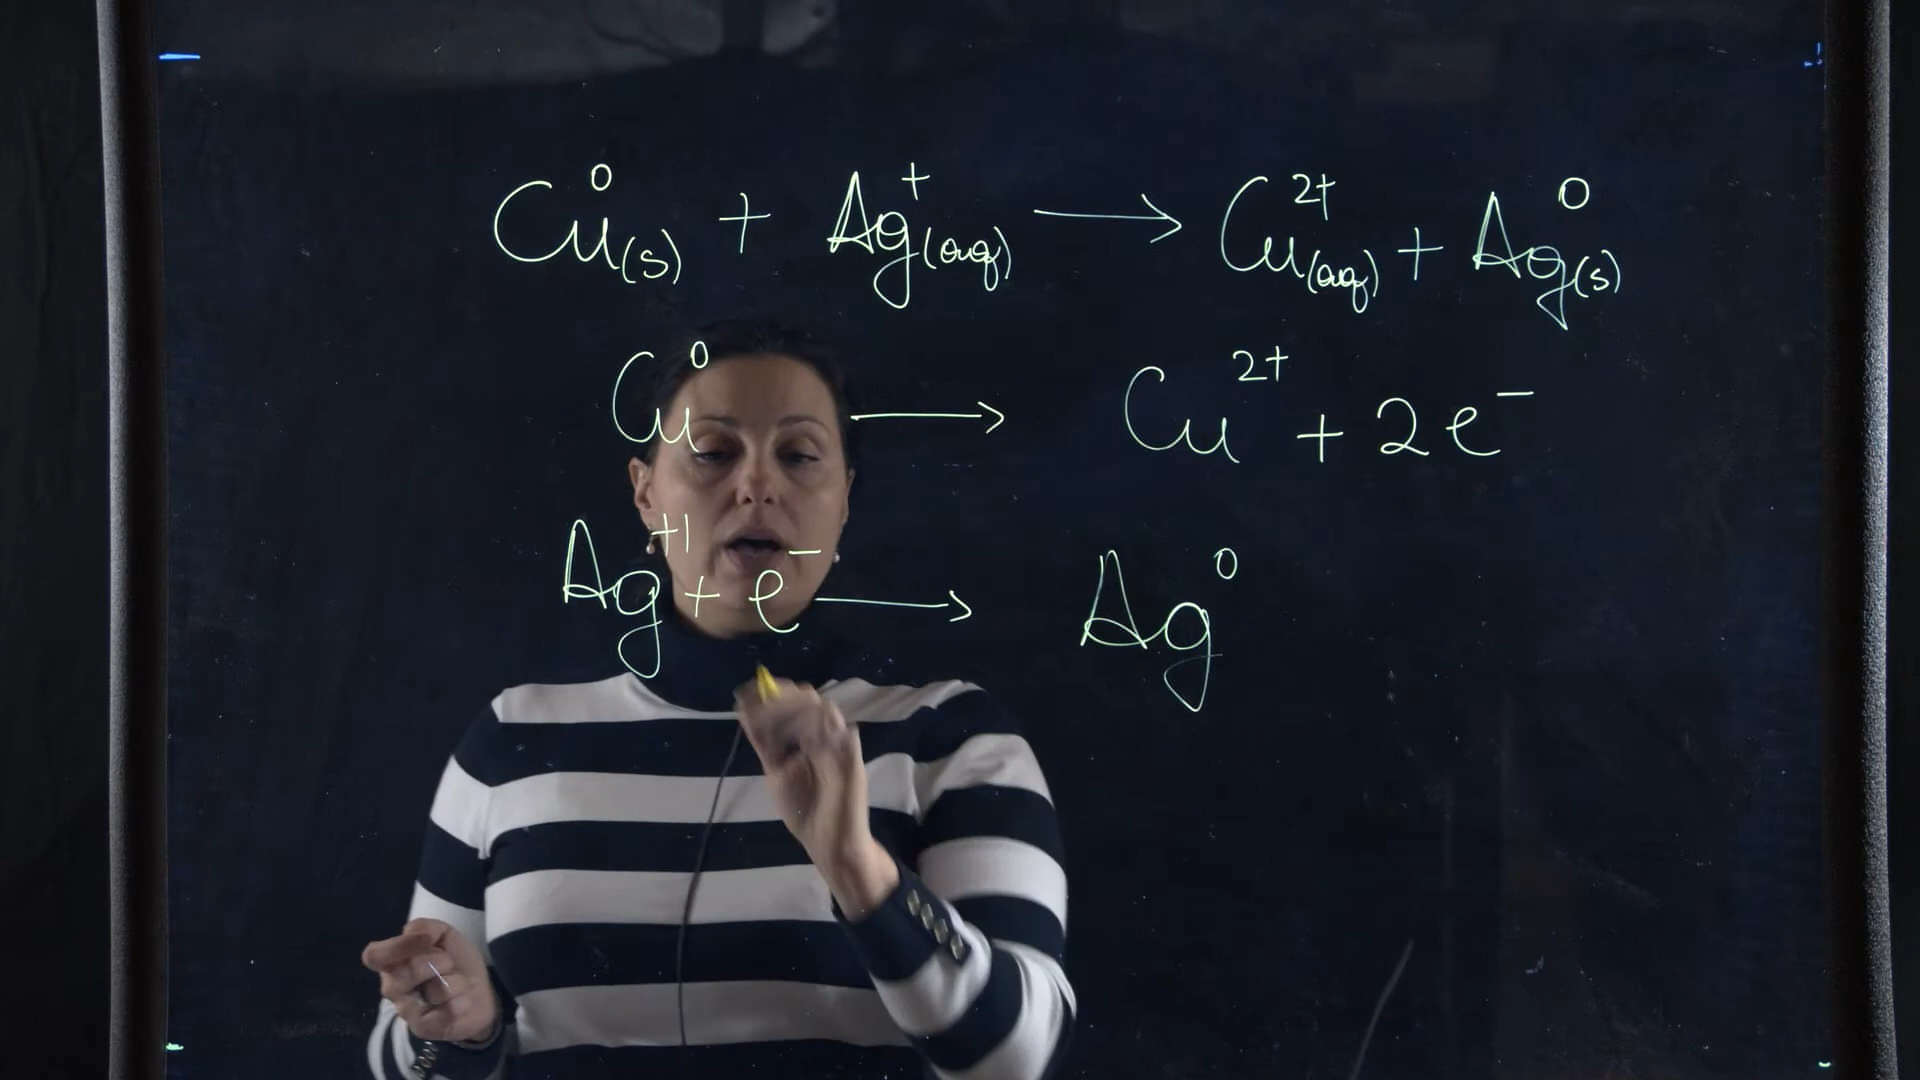 Cu⁰(s) + Ag⁺(aq) → Cu²⁺(aq) + Ag⁰(s)
Cu⁰ → Cu²⁺ + 2e⁻
Ag⁺¹ + e⁻ → Ag⁰